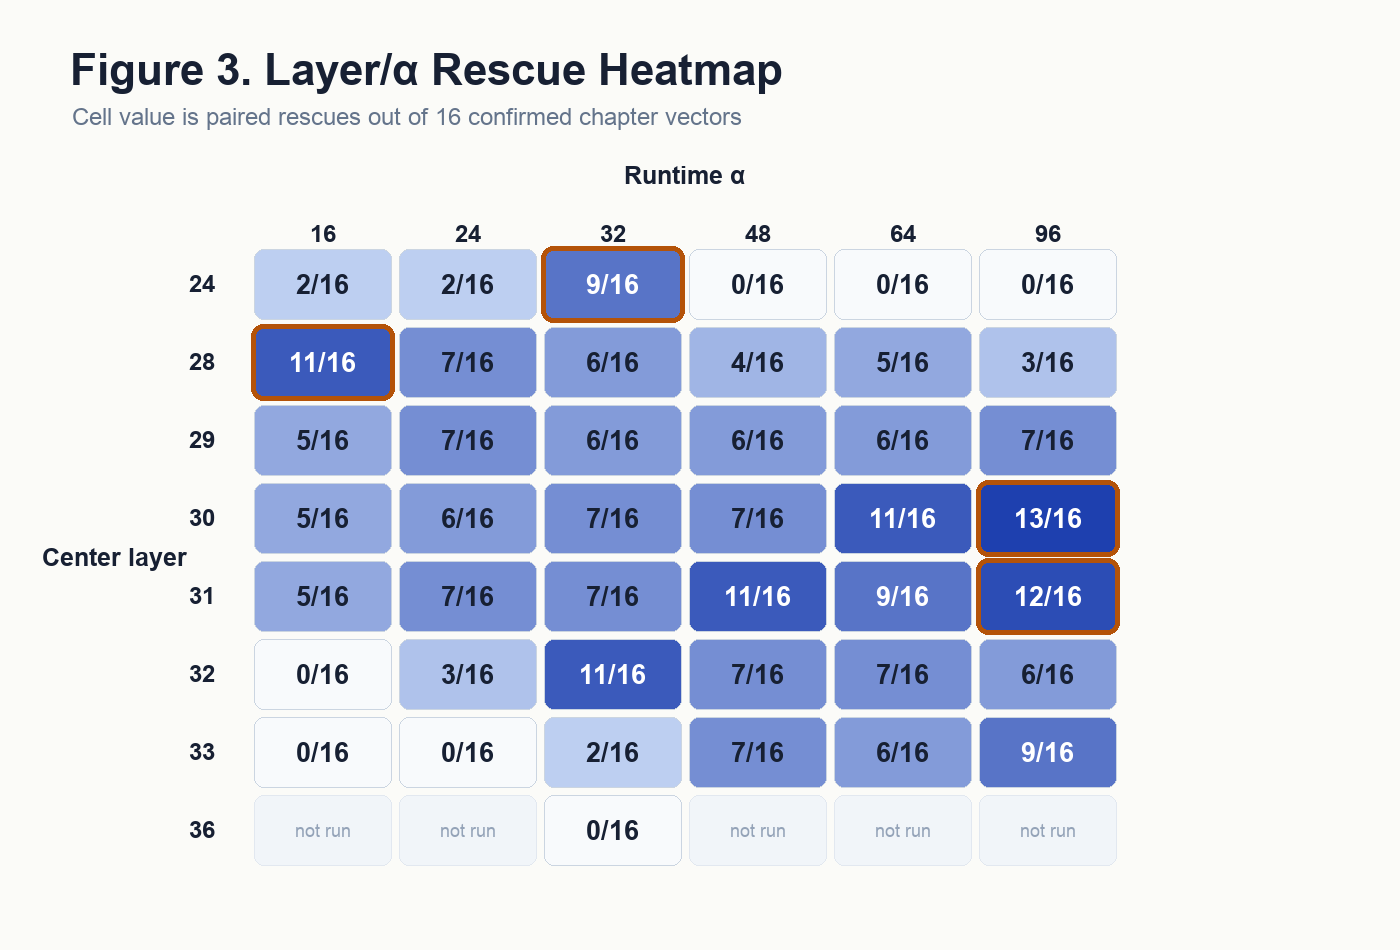 Figure 3. Layer/α Rescue Heatmap
Cell value is paired rescues out of 16 confirmed chapter vectors
Runtime α
16 24 32 48 64 96
24 2/16 2/16 9/16 0/16 0/16 0/16
28 11/16 7/16 6/16 4/16 5/16 3/16
29 5/16 7/16 6/16 6/16 6/16 7/16
30 5/16 6/16 7/16 7/16 11/16 13/16
Center layer
31 5/16 7/16 7/16 11/16 9/16 12/16
32 0/16 3/16 11/16 7/16 7/16 6/16
33 0/16 0/16 2/16 7/16 6/16 9/16
36 not run not run 0/16 not run not run not run